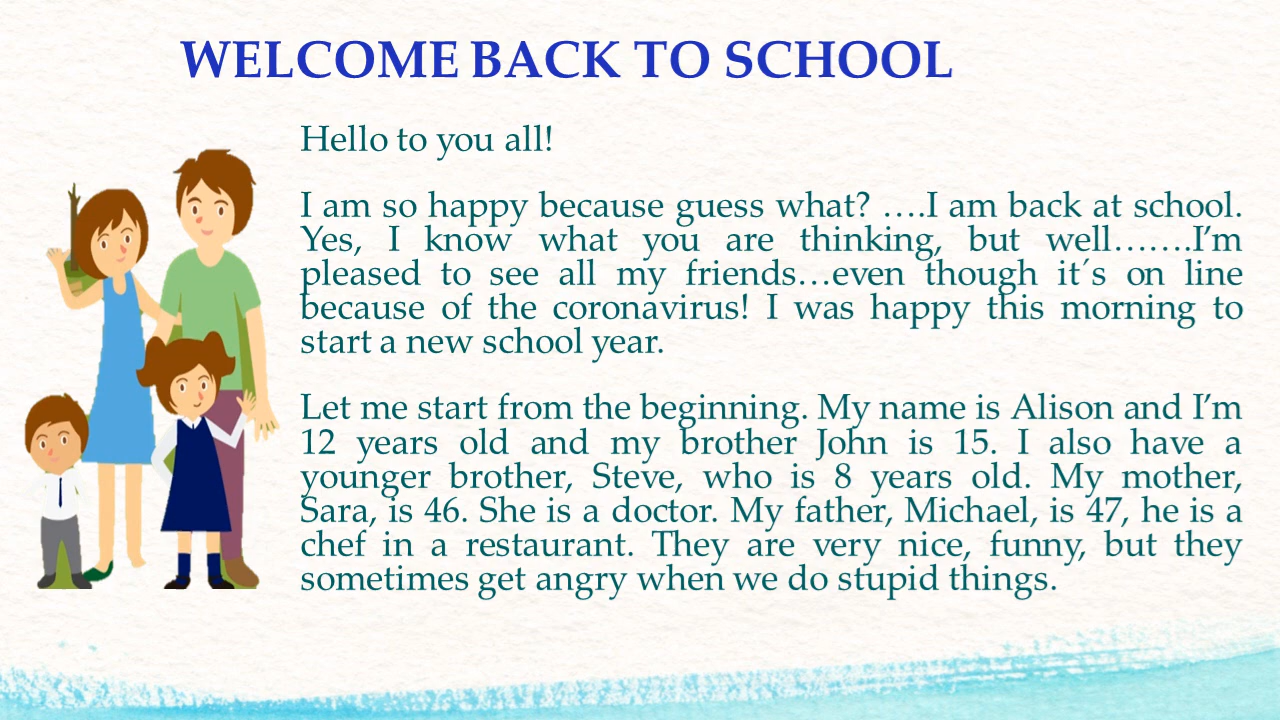 WELCOME BACK TO SCHOOL
Hello to you all!
I am so happy because guess what? ….I am back at school.
Yes, I know what you are thinking, but well…….I’m
pleased to see all my friends…even though it´s on line
because of the coronavirus! I was happy this morning to
start a new school year.
Let me start from the beginning. My name is Alison and I’m
12 years old and my brother John is 15. I also have a
younger brother, Steve, who is 8 years old. My mother,
Sara, is 46. She is a doctor. My father, Michael, is 47, he is a
chef in a restaurant. They are very nice, funny, but they
sometimes get angry when we do stupid things.